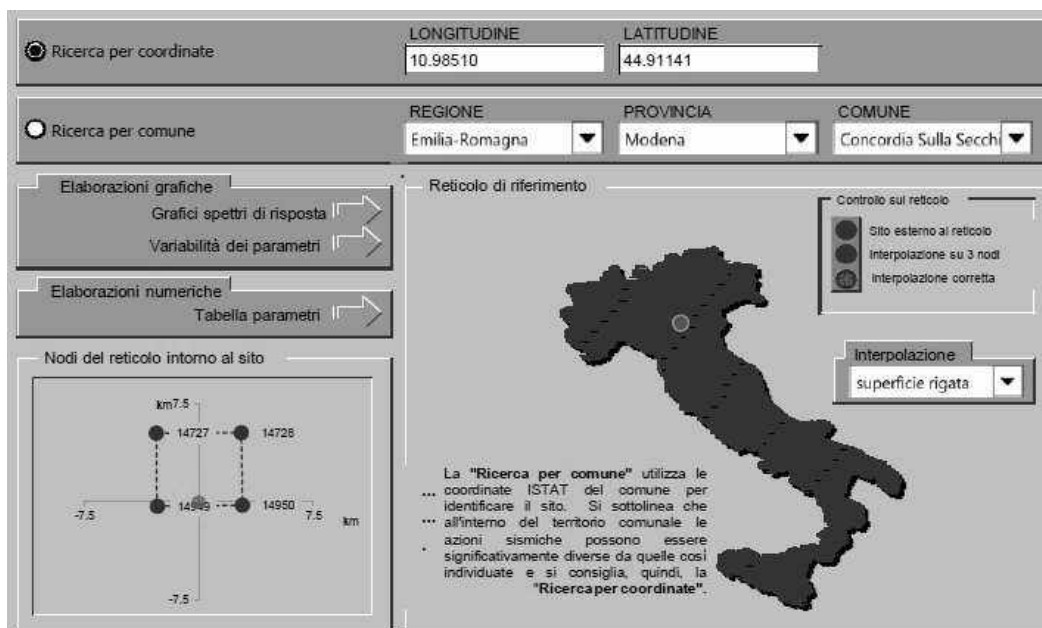 LONGITUDINE LATITUDINE
Ricerca per coordinate 10.98510 44.91141
REGIONE PROVINCIA COMUNE
Ricerca per comune Emilia-Romagna Modena Concordia Sulla Secchi
Elaborazioni grafiche
Grafici spettri di risposta
Variabilità dei parametri
Elaborazioni numeriche
Tabella parametri
Nodi del reticolo intorno al sito
km 7.5
14727 14728
14949 14950
-7.5 7.5 km
-7.5
Reticolo di riferimento
Controllo sul reticolo
Sito esterno al reticolo
Interpolazione su 3 nodi
Interpolazione corretta
Interpolazione
superficie rigata
La "Ricerca per comune" utilizza le
coordinate ISTAT del comune per
identificare il sito. Si sottolinea che
all'interno del territorio comunale le
azioni sismiche possono essere
significativamente diverse da quelle così
individuate e si consiglia, quindi, la
"Ricerca per coordinate".